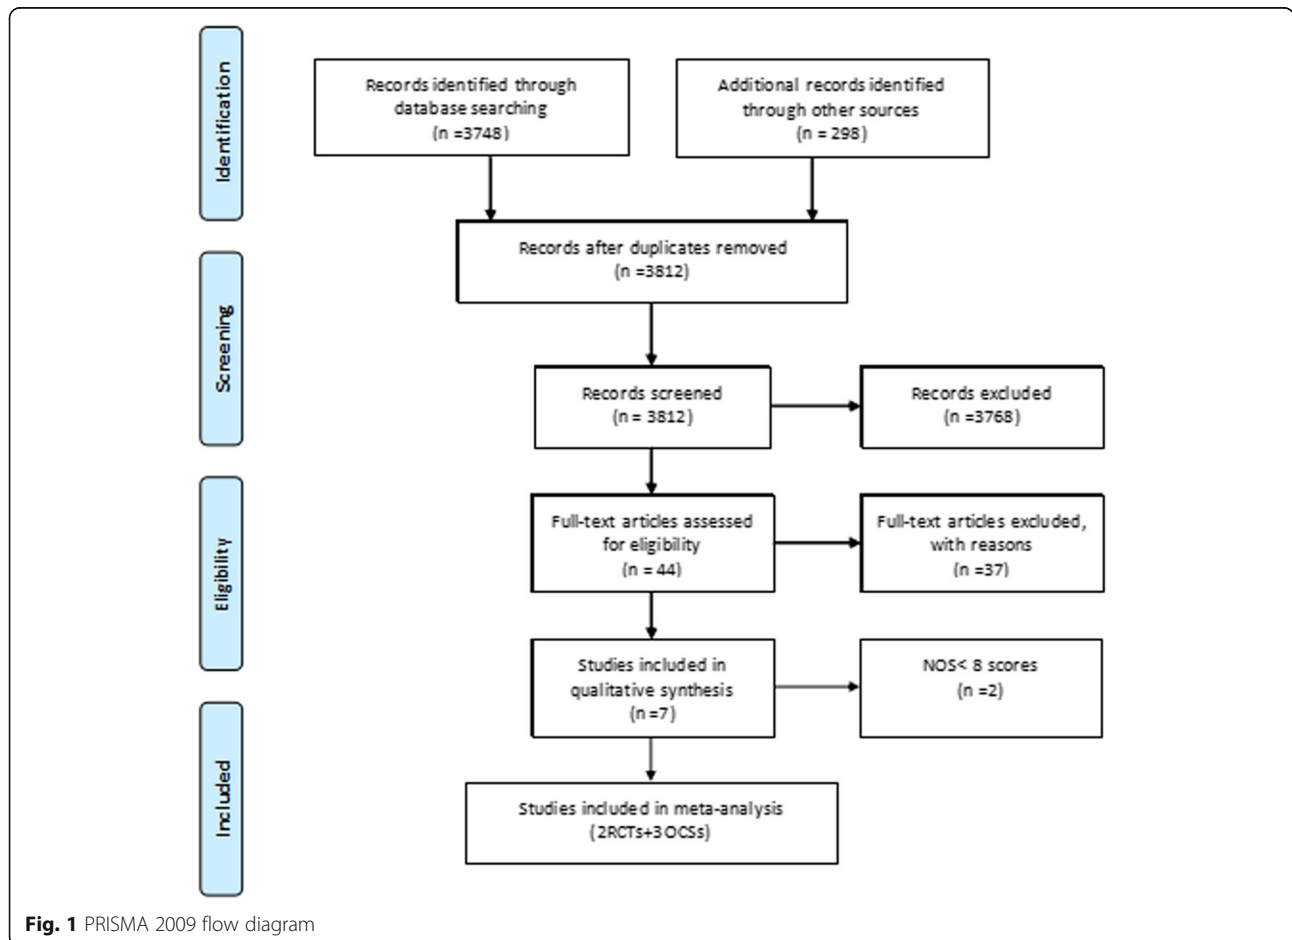 Identification
Records identified through
database searching
(n =3748)
Additional records identified
through other sources
(n = 298)
Records after duplicates removed
(n =3812)
Screening
Records screened
(n = 3812)
Records excluded
(n =3768)
Eligibility
Full-text articles assessed
for eligibility
(n = 44)
Full-text articles excluded,
with reasons
(n =37)
Studies included in
qualitative synthesis
(n =7)
NOS< 8 scores
(n =2)
Included
Studies included in meta-analysis
(2RCTs+3OCSs)
Fig. 1 PRISMA 2009 flow diagram